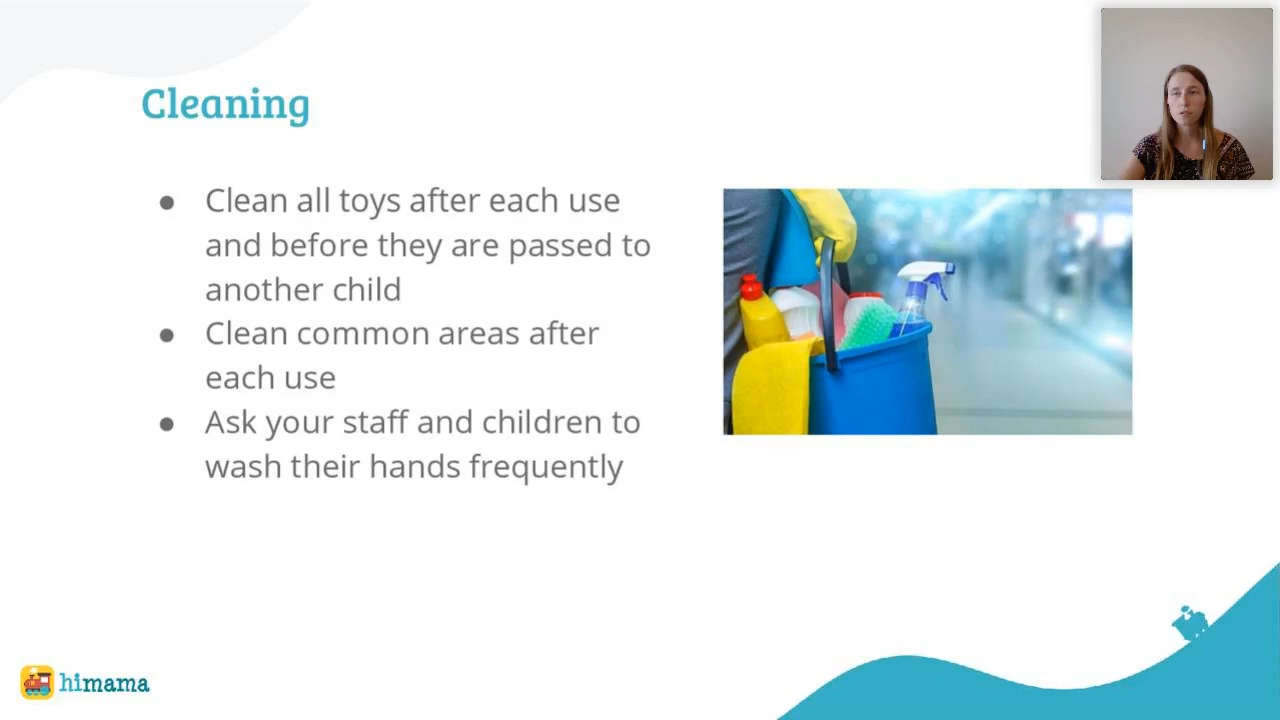 Cleaning
● Clean all toys after each use
and before they are passed to
another child
● Clean common areas after
each use
● Ask your staff and children to
wash their hands frequently
himama